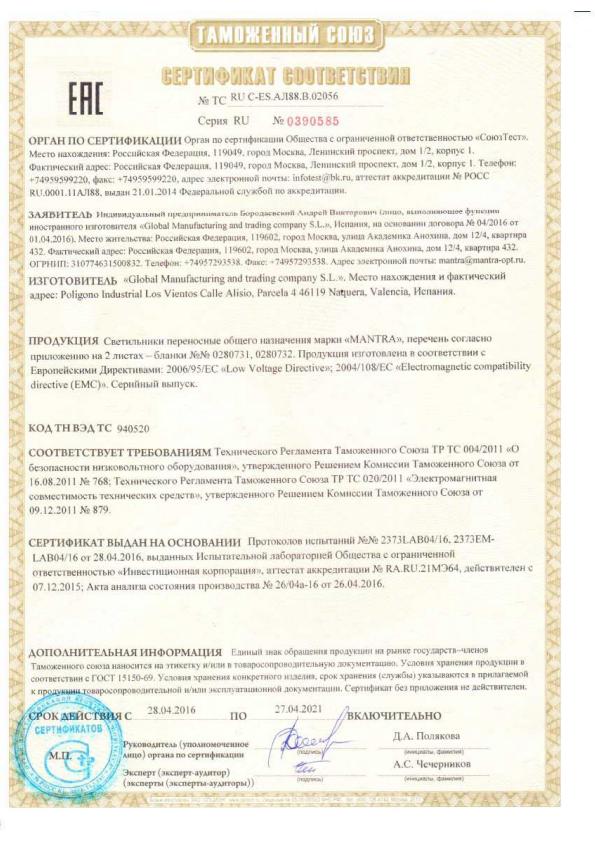 ТАМОЖЕННЫЙ СОЮЗ
СЕРТИФИКАТ СООТВЕТСТВИЯ
ЕАС
№ ТС RU C-ES.АЛ88.В.02056
Серия RU № 0390585
ОРГАН ПО СЕРТИФИКАЦИИ Орган по сертификации Общества с ограниченной ответственностью «СоюзТест».
Место нахождения: Российская Федерация, 119049, город Москва, Ленинский проспект, дом 1/2, корпус 1.
Фактический адрес: Российская Федерация, 119049, город Москва, Ленинский проспект, дом 1/2, корпус 1. Телефон:
+74959599220, факс: +74959599220, адрес электронной почты: infotest@bk.ru, аттестат аккредитации № РОСС
RU.0001.11АЛ88, выдан 21.01.2014 Федеральной службой по аккредитации.
ЗАЯВИТЕЛЬ Индивидуальный предприниматель Бородаевский Андрей Викторович (лицо, выполняющее функции
иностранного изготовителя «Global Manufacturing and trading company S.L.», Испания, на основании договора № 04/2016 от
01.04.2016). Место жительства: Российская Федерация, 119602, город Москва, улица Академика Анохина, дом 12/4, квартира
432. Фактический адрес: Российская Федерация, 119602, город Москва, улица Академика Анохина, дом 12/4, квартира 432.
ОГРНИП: 310774631500832. Телефон: +74957293538. Факс: +74957293538. Адрес электронной почты: mantra@mantra-opt.ru.
ИЗГОТОВИТЕЛЬ «Global Manufacturing and trading company S.L.». Место нахождения и фактический
адрес: Poligono Industrial Los Vientos Calle Alisio, Parcela 4 46119 Naquera, Valencia, Испания.
ПРОДУКЦИЯ Светильники переносные общего назначения марки «MANTRA», перечень согласно
приложению на 2 листах – бланки №№ 0280731, 0280732. Продукция изготовлена в соответствии с
Европейскими Директивами: 2006/95/EC «Low Voltage Directive»; 2004/108/EC «Electromagnetic compatibility
directive (EMC)». Серийный выпуск.
КОД ТН ВЭД ТС 940520
СООТВЕТСТВУЕТ ТРЕБОВАНИЯМ Технического Регламента Таможенного Союза ТР ТС 004/2011 «О
безопасности низковольтного оборудования», утвержденного Решением Комиссии Таможенного Союза от
16.08.2011 № 768; Технического Регламента Таможенного Союза ТР ТС 020/2011 «Электромагнитная
совместимость технических средств», утвержденного Решением Комиссии Таможенного Союза от
09.12.2011 № 879.
СЕРТИФИКАТ ВЫДАН НА ОСНОВАНИИ Протоколов испытаний №№ 2373LAB04/16, 2373EM-
LAB04/16 от 28.04.2016, выданных Испытательной лабораторией Общества с ограниченной
ответственностью «Инвестиционная корпорация», аттестат аккредитации № RA.RU.21МЭ64, действителен с
07.12.2015; Акта анализа состояния производства № 26/04а-16 от 26.04.2016.
ДОПОЛНИТЕЛЬНАЯ ИНФОРМАЦИЯ Единый знак обращения продукции на рынке государств-членов
Таможенного союза наносится на этикетку и/или в товаросопроводительную документацию. Условия хранения продукции в
соответствии с ГОСТ 15150-69. Условия хранения конкретного изделия, срок хранения (службы) указываются в прилагаемой
к продукции товаросопроводительной и/или эксплуатационной документации. Сертификат без приложения не действителен.
СРОК ДЕЙСТВИЯ С 28.04.2016 ПО 27.04.2021 ВКЛЮЧИТЕЛЬНО
СЕРТИФИКАТОВ
М.П.
Руководитель (уполномоченное
лицо) органа по сертификации
(подпись)
Д.А. Полякова
(инициалы, фамилия)
Эксперт (эксперт-аудитор)
(эксперты (эксперты-аудиторы))
(подпись)
А.С. Чечерников
(инициалы, фамилия)